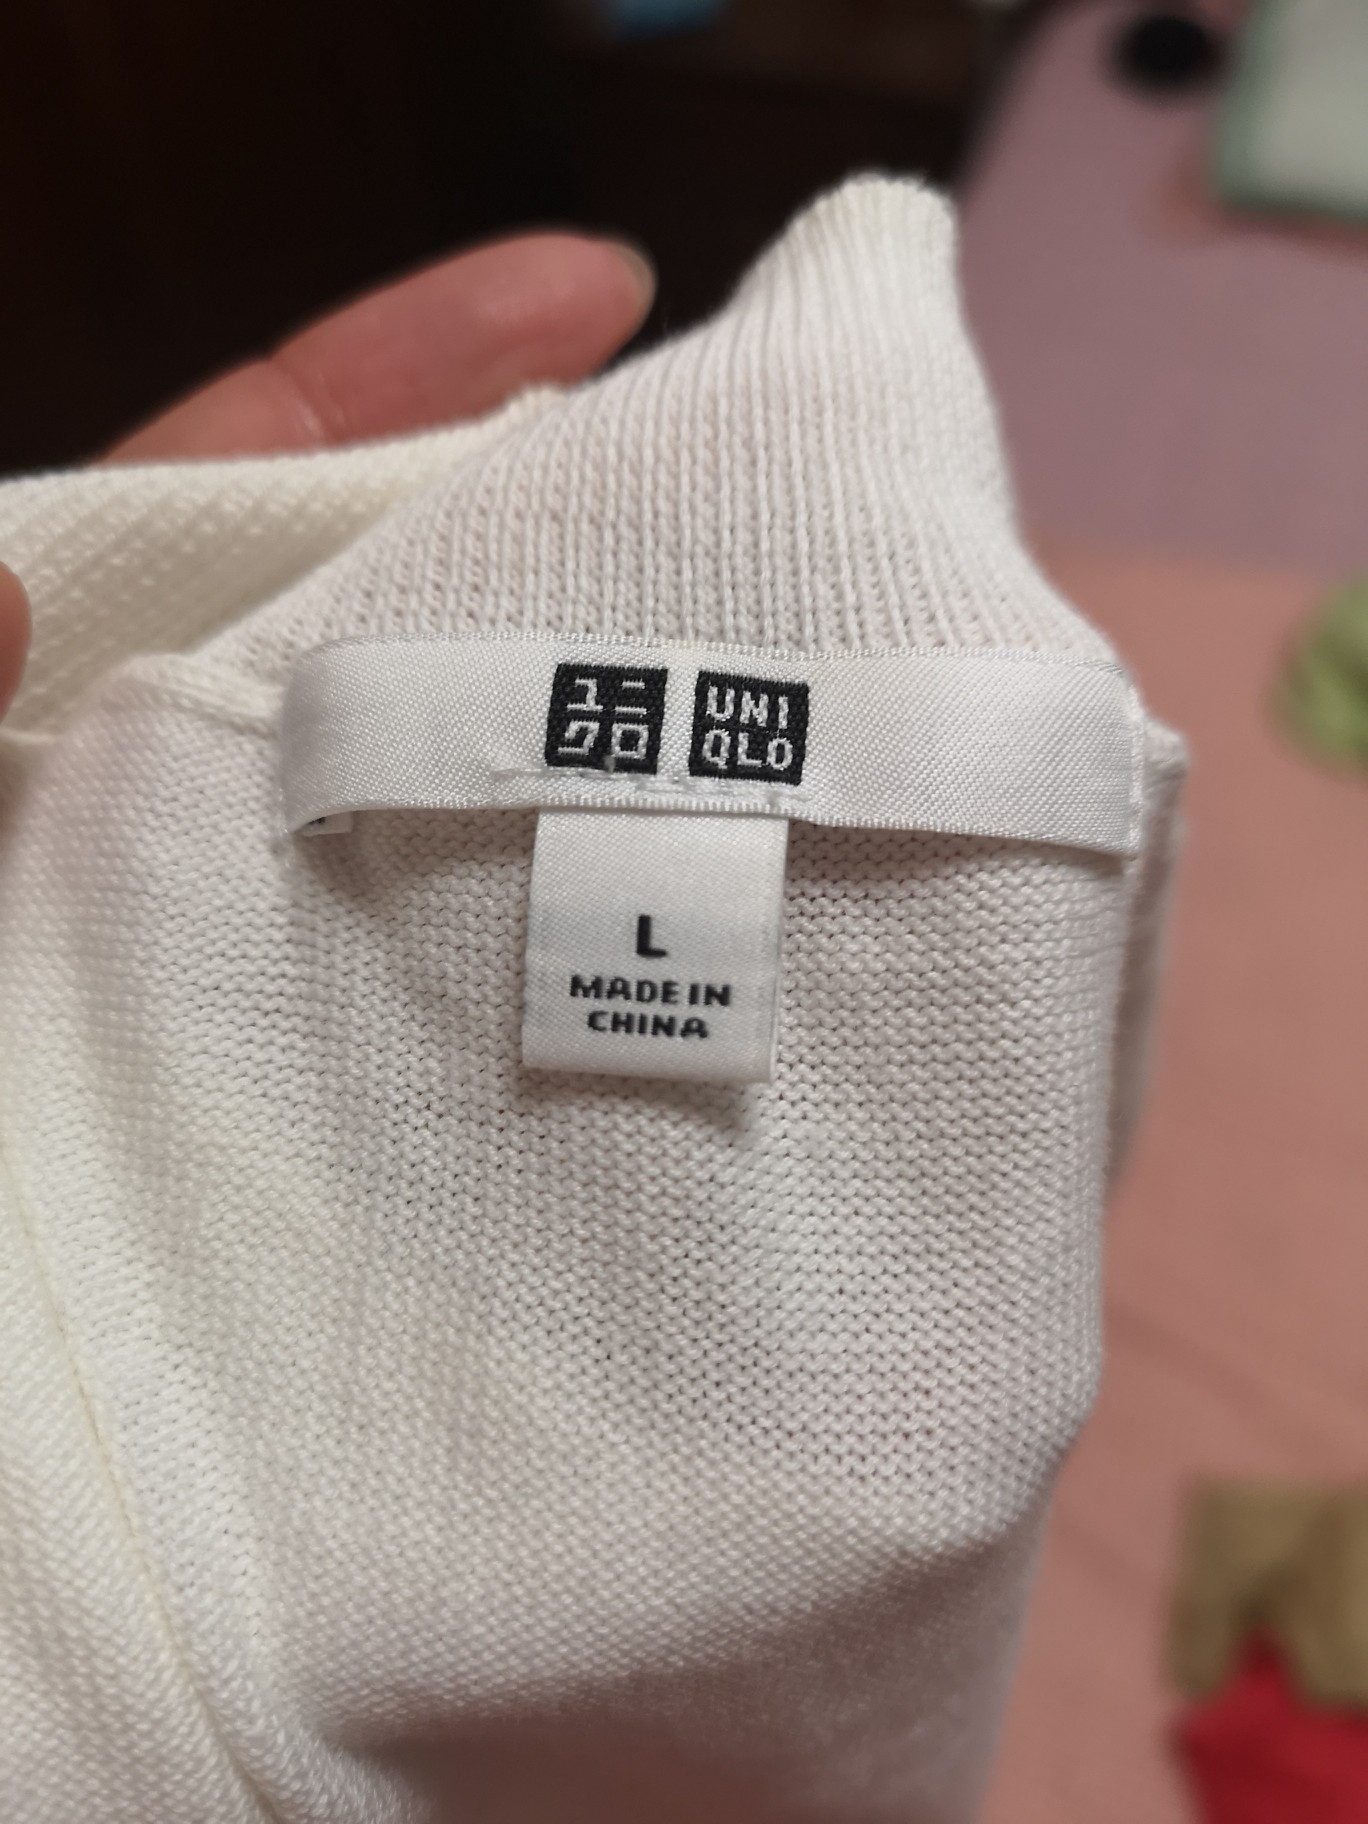 ユニ
クロ
UNI
QLO
L
MADE IN
CHINA